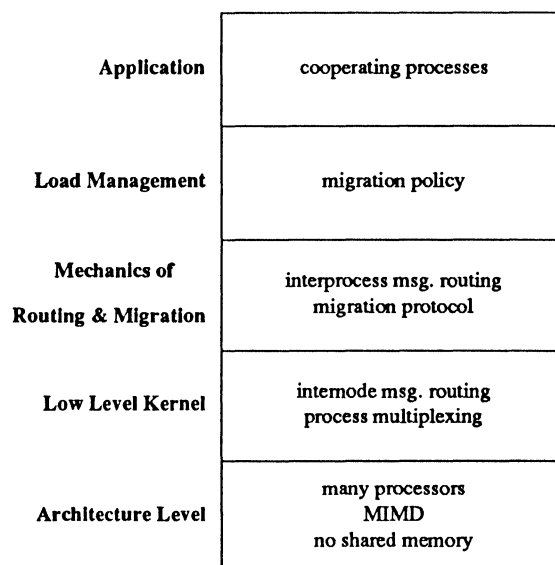 Application
cooperating processes
Load Management
migration policy
Mechanics of
Routing & Migration
interprocess msg. routing
migration protocol
Low Level Kernel
internode msg. routing
process multiplexing
Architecture Level
many processors
MIMD
no shared memory